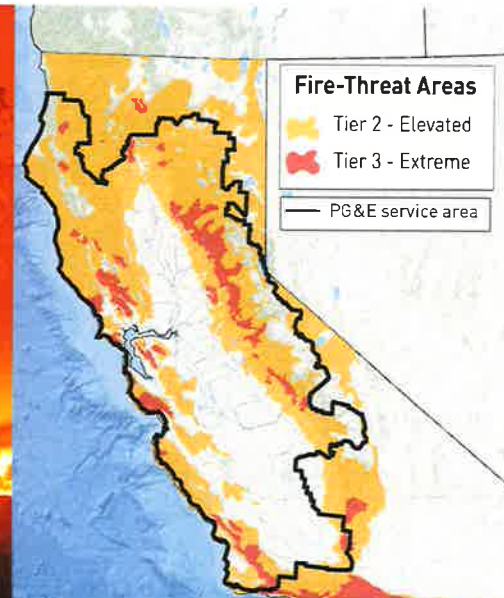 Fire-Threat Areas
Tier 2 - Elevated
Tier 3 - Extreme
PG&E service area